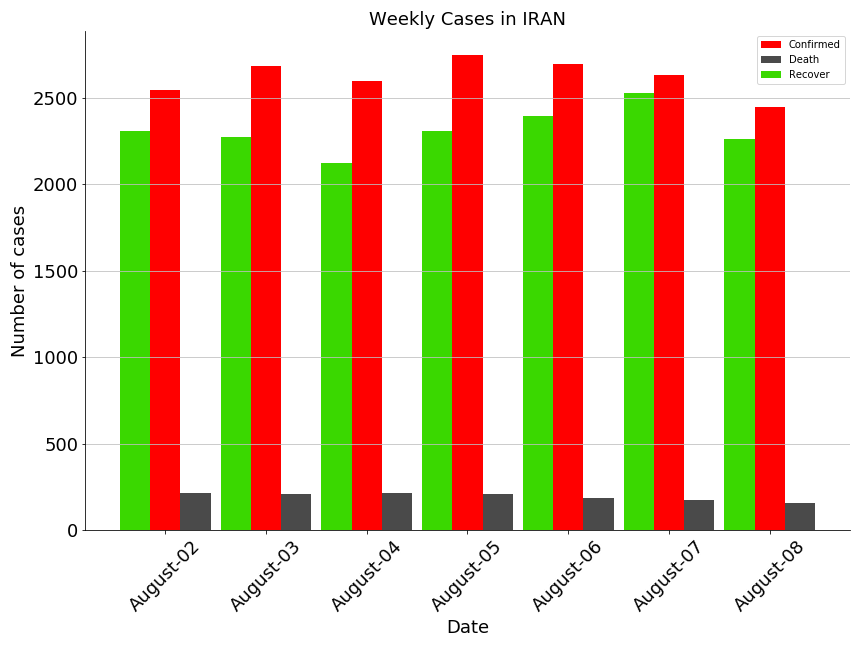 Weekly Cases in IRAN
Confirmed
Death
Recover
Number of cases
2500
2000
1500
1000
500
0
August-02
August-03
August-04
August-05
August-06
August-07
August-08
Date